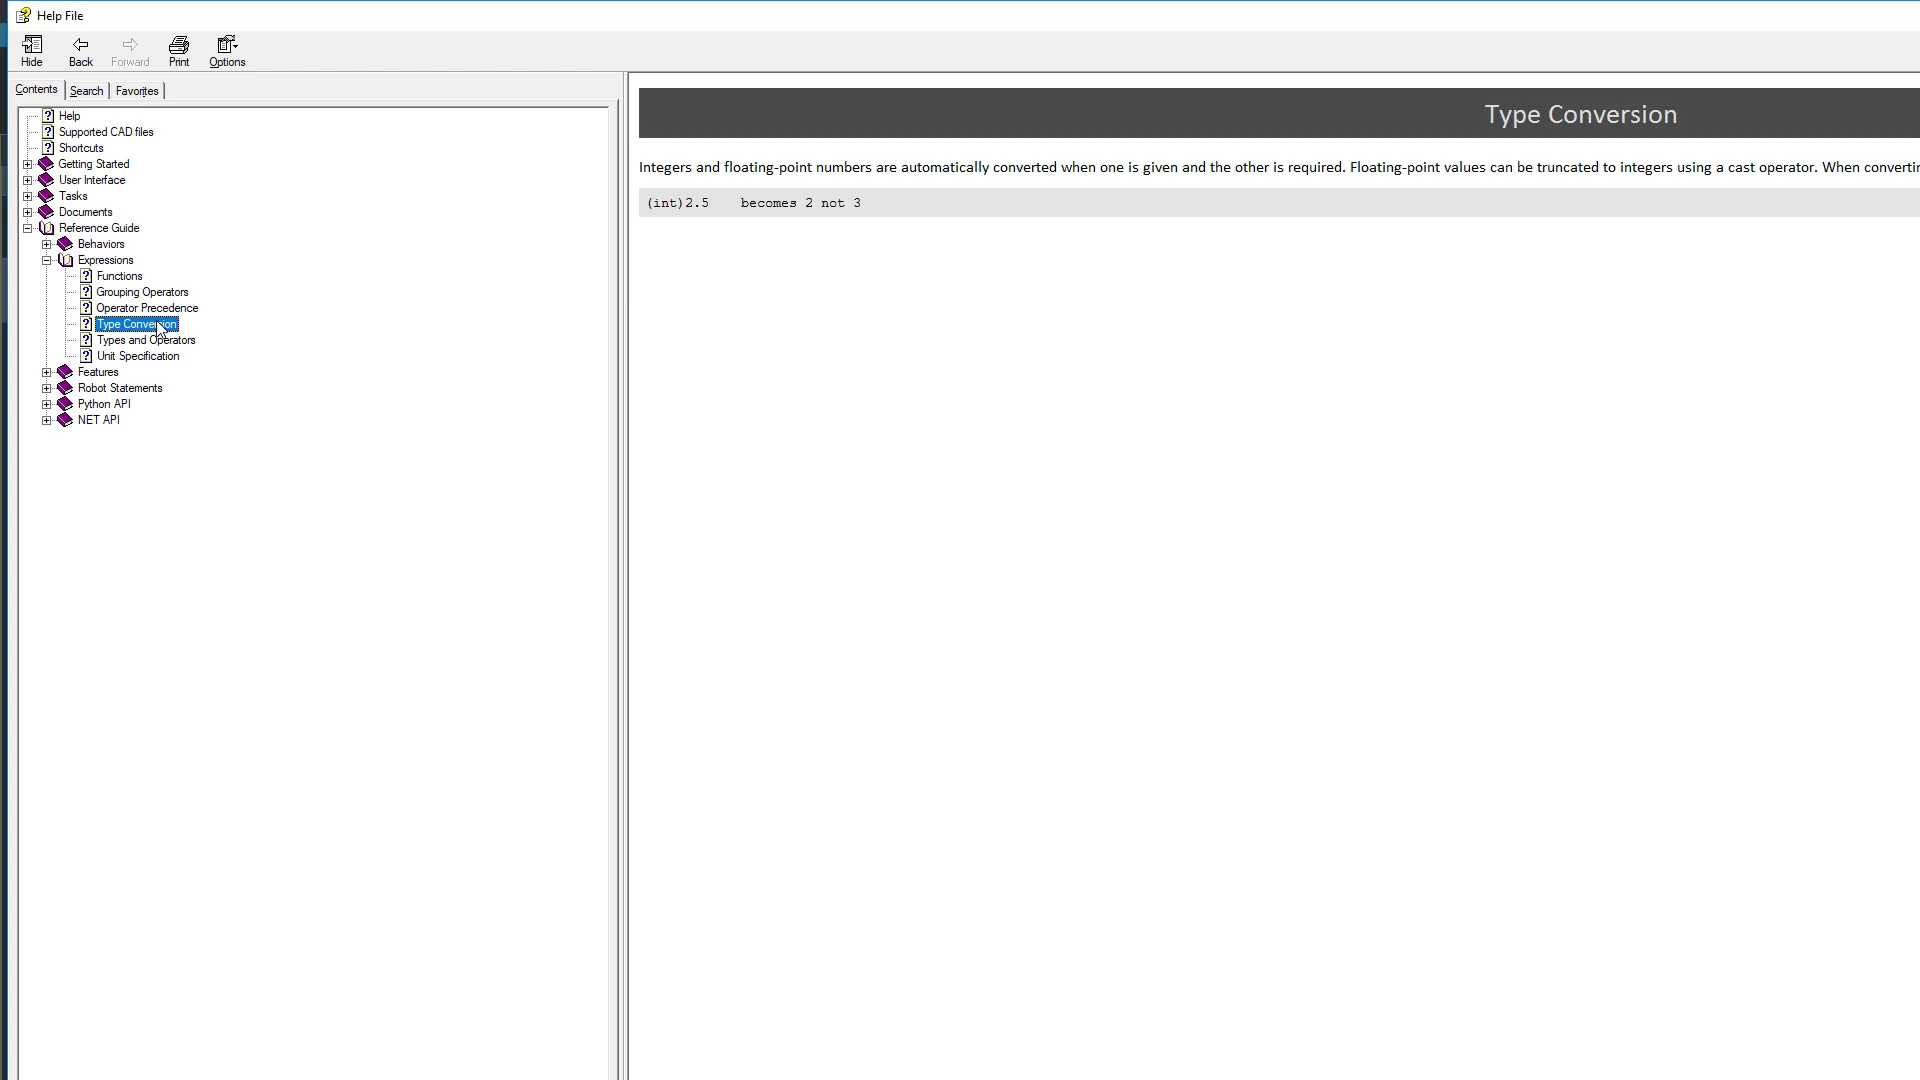 Help File
Hide Back Forward Print Options
Contents Search Favorites
Help
Supported CAD files
Shortcuts
Getting Started
User Interface
Tasks
Documents
Reference Guide
Behaviors
Expressions
Functions
Grouping Operators
Operator Precedence
Type Conversion
Types and Operators
Unit Specification
Features
Robot Statements
Python API
NET API
Type Conversion
Integers and floating-point numbers are automatically converted when one is given and the other is required. Floating-point values can be truncated to integers using a cast operator. When
(int)2.5 becomes 2 not 3